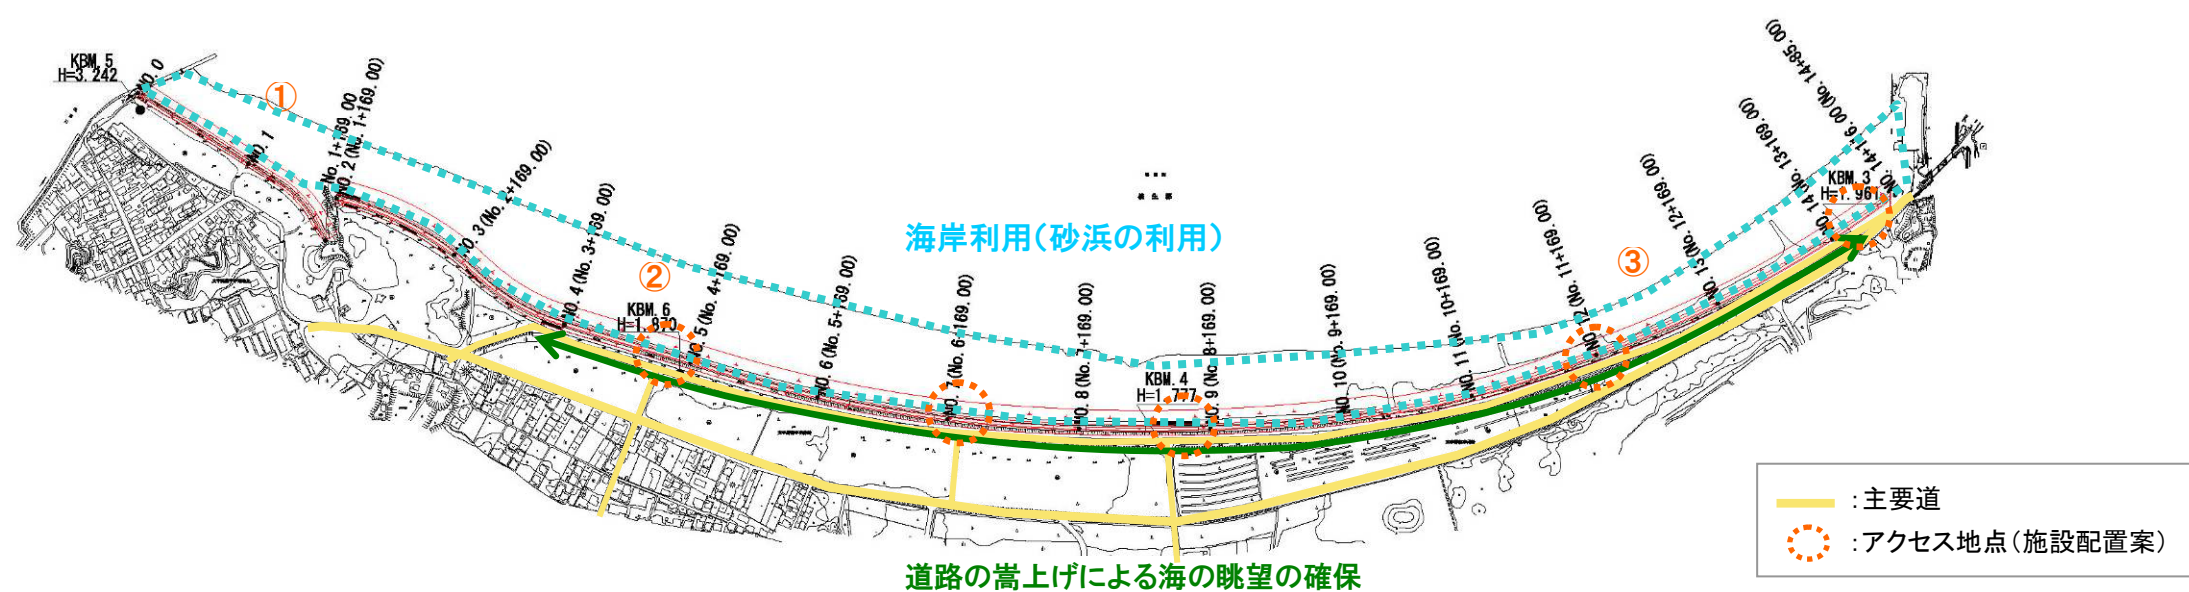 KBM.5
H=3.242
NO.0
①
NO.1
No.1+169.00
NO.2(No.1+169.00)
NO.3(No.2+169.00)
NO.4(No.3+169.00)
②
KBM.6
H=1.870
NO.5(No.4+169.00)
NO.6(No.5+169.00)
NO.7(No.6+169.00)
海岸利用(砂浜の利用)
NO.8(No.7+169.00)
KBM.4
H=1.777
NO.9(No.8+169.00)
NO.10(No.9+169.00)
NO.11(No.10+169.00)
NO.12(No.11+169.00)
③
NO.13(No.12+169.00)
NO.14(No.13+169.00)
KBM.3
H=1.961
(No.14+85.00)
道路の嵩上げによる海の眺望の確保
:主要道
:アクセス地点(施設配置案)